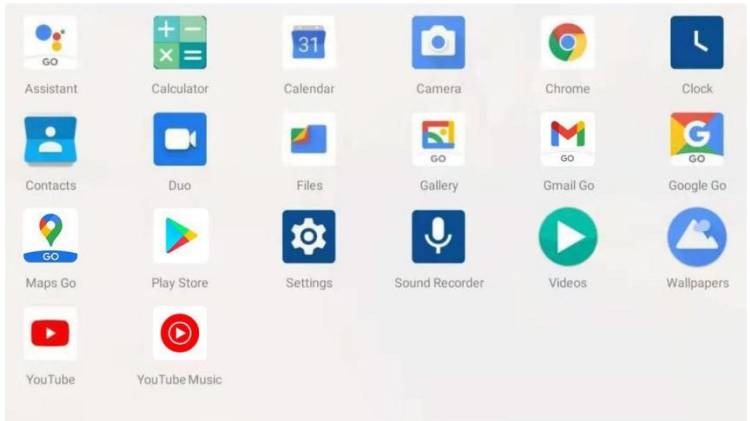 GO
31
Assistant Calculator Calendar Camera Chrome Clock
GO GO GO
Contacts Duo Files Gallery Gmail Go Google Go
GO
Maps Go Play Store Settings Sound Recorder Videos Wallpapers
YouTube YouTube Music